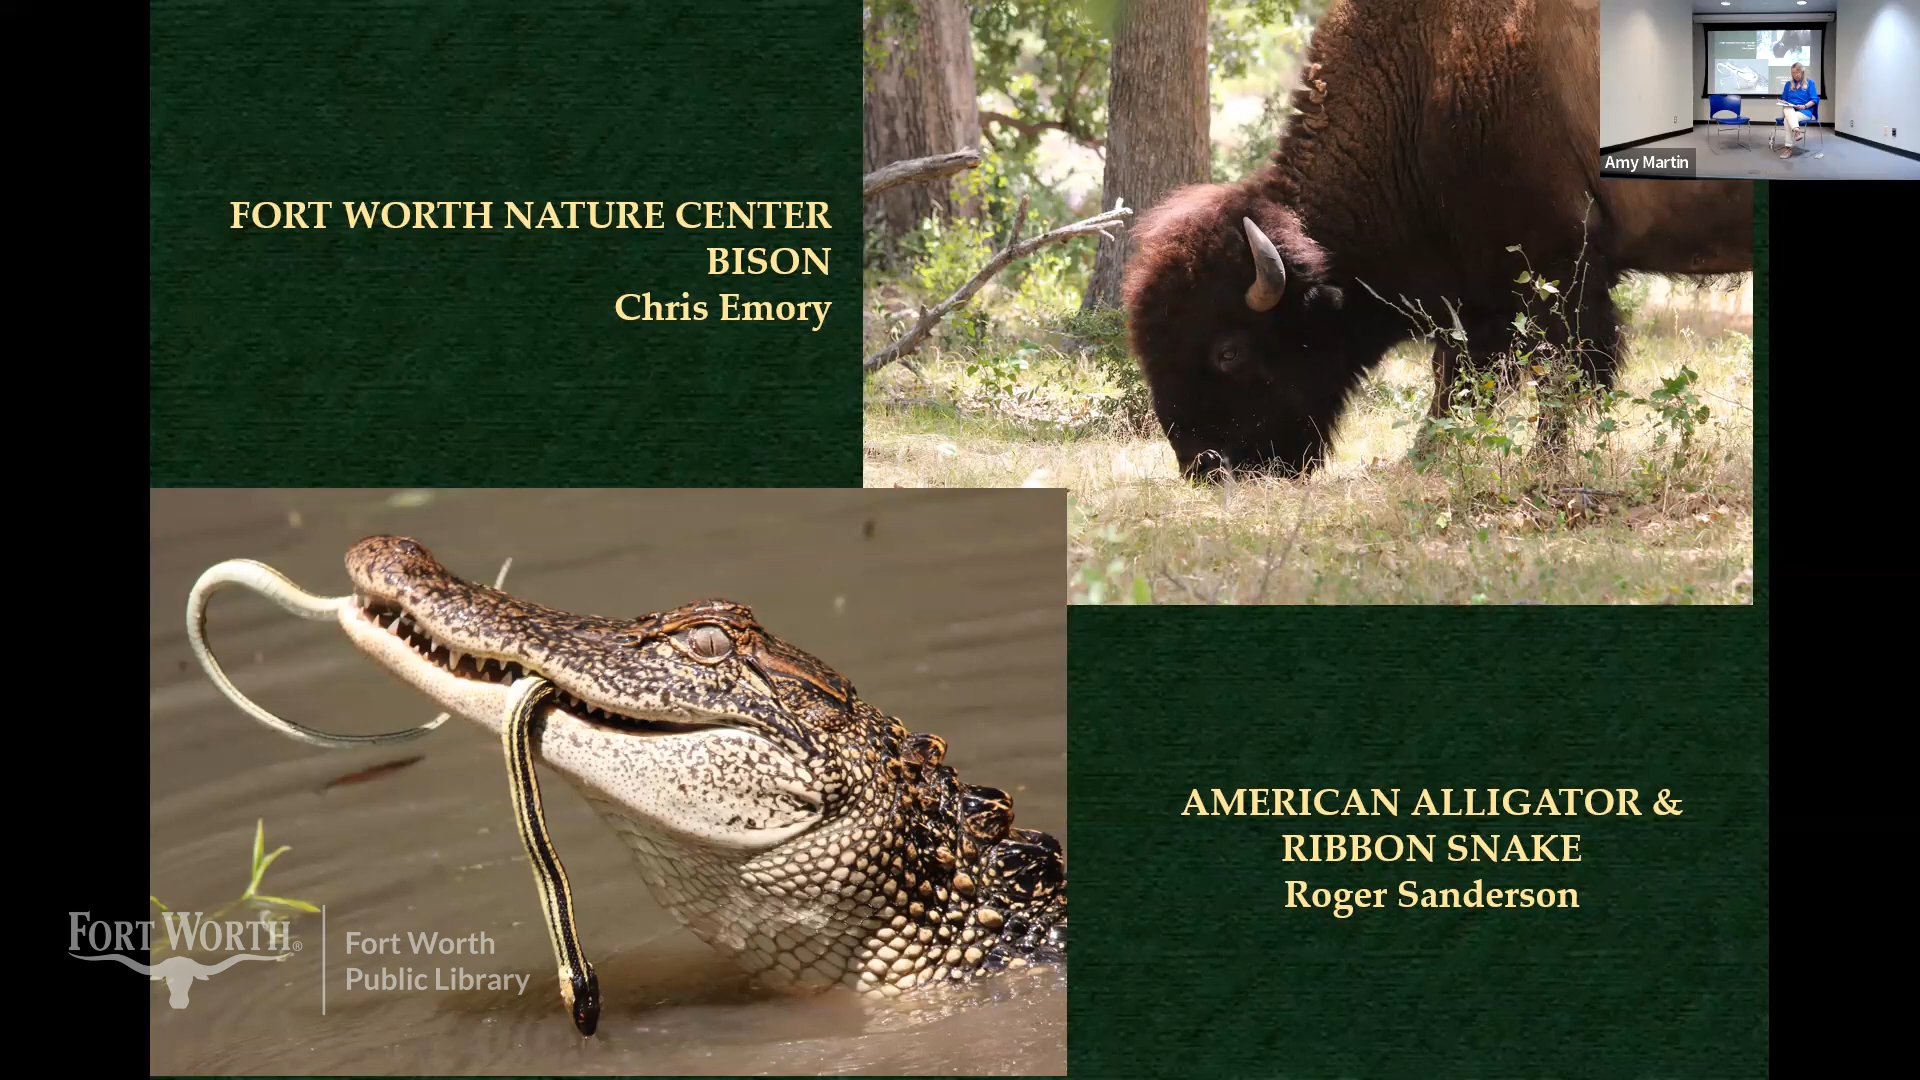 FORT WORTH NATURE CENTER
BISON
Chris Emory
Amy Martin
AMERICAN ALLIGATOR &
RIBBON SNAKE
Roger Sanderson
FORT WORTH®
Fort Worth
Public Library